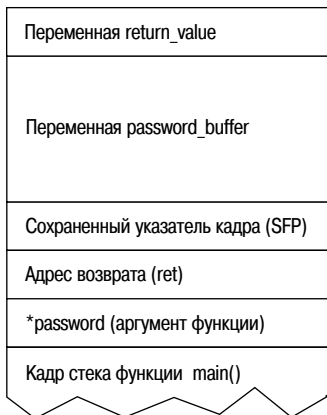 Переменная return_value
Переменная password_buffer
Сохраненный указатель кадра (SFP)
Адрес возврата (ret)
*password (аргумент функции)
Кадр стека функции main()